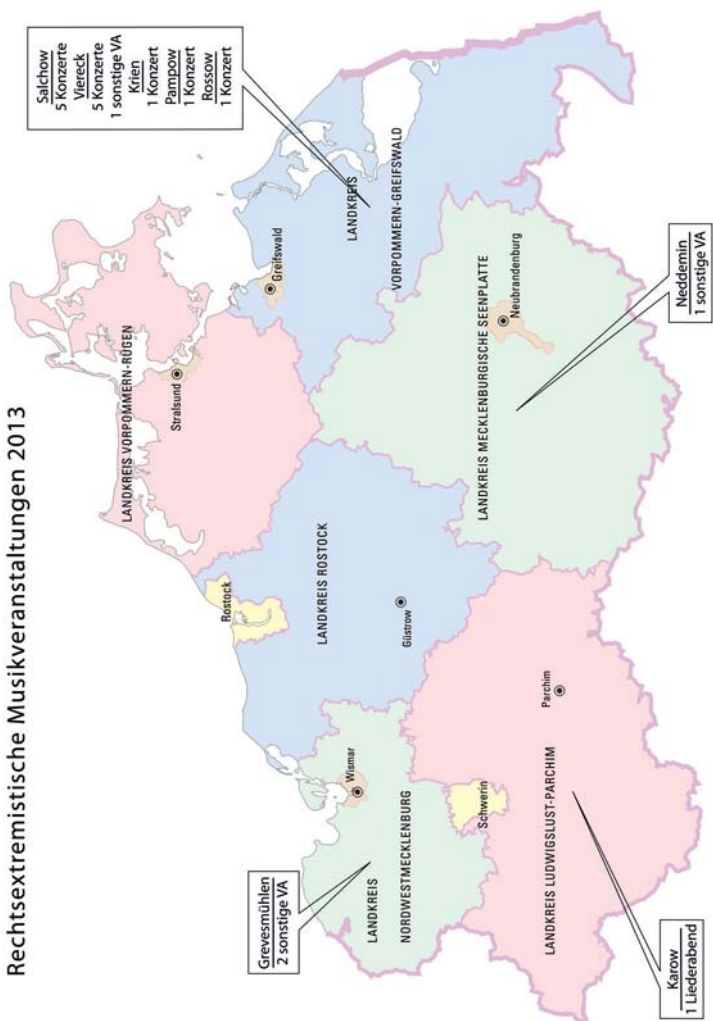 Rechtsextremistische Musikveranstaltungen 2013
Salchow
5 Konzerte
Viereck
5 Konzerte
1 sonstige VA
Krien
1 Konzert
Pampow
1 Konzert
Rossow
1 Konzert
LANDKREIS VORPOMMERN-RÜGEN
Stralsund
Greifswald
LANDKREIS
VORPOMMERN-GREIFSWALD
Rostock
LANDKREIS ROSTOCK
Güstrow
Grevesmühlen
2 sonstige VA
Wismar
LANDKREIS
NORDWESTMECKLENBURG
Schwerin
LANDKREIS MECKLENBURGISCHE SEENPLATTE
Neubrandenburg
Neddemin
1 sonstige VA
Parchim
LANDKREIS LUDWIGSLUST-PARCHIM
Karow
1 Liederabend